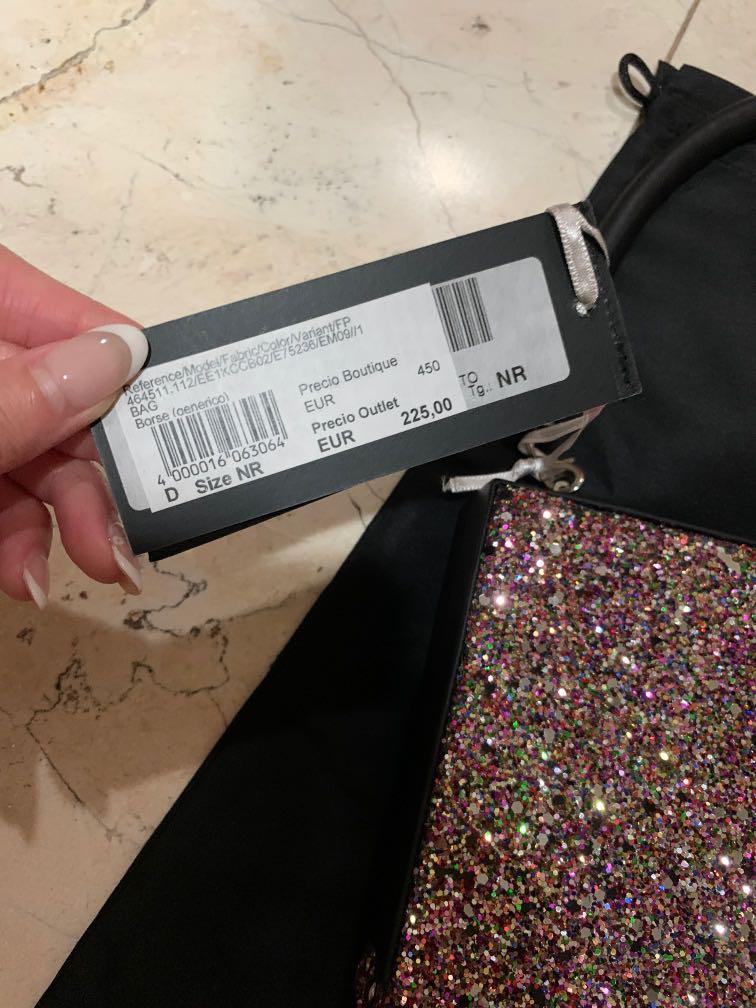 Reference/Model/Fabric/Color/Variant/FP
464511.112/EE1KCCB02/E75236/EM09//1
BAG
Borse (generico)
4 000016 063064
D Size NR
Precio Boutique
EUR 450
Precio Outlet
EUR 225,00
TO
Tg.: NR